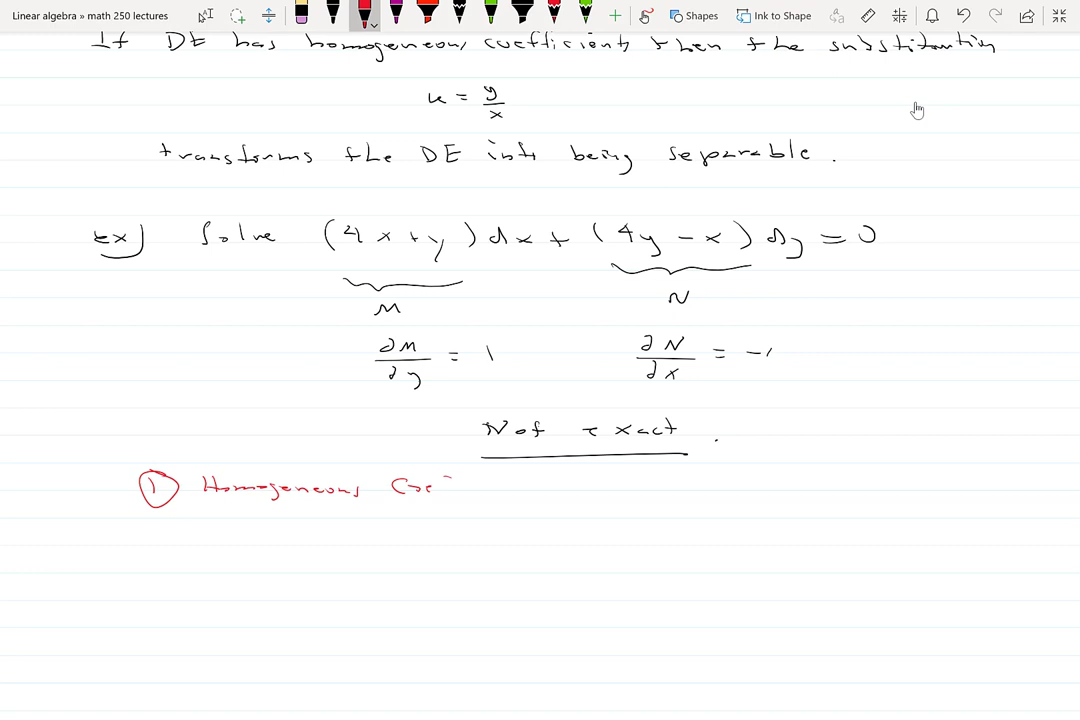 Linear algebra » math 250 lectures
Shapes
Ink to Shape
If DE has homogeneous coefficients then the substitution
u = y/x
transforms the DE into being separable.
Ex) Solve (4x+y)dx + (4y-x)dy = 0
M N
∂M/∂y = 1 ∂N/∂x = -1
Not exact.
① Homogeneous Coe